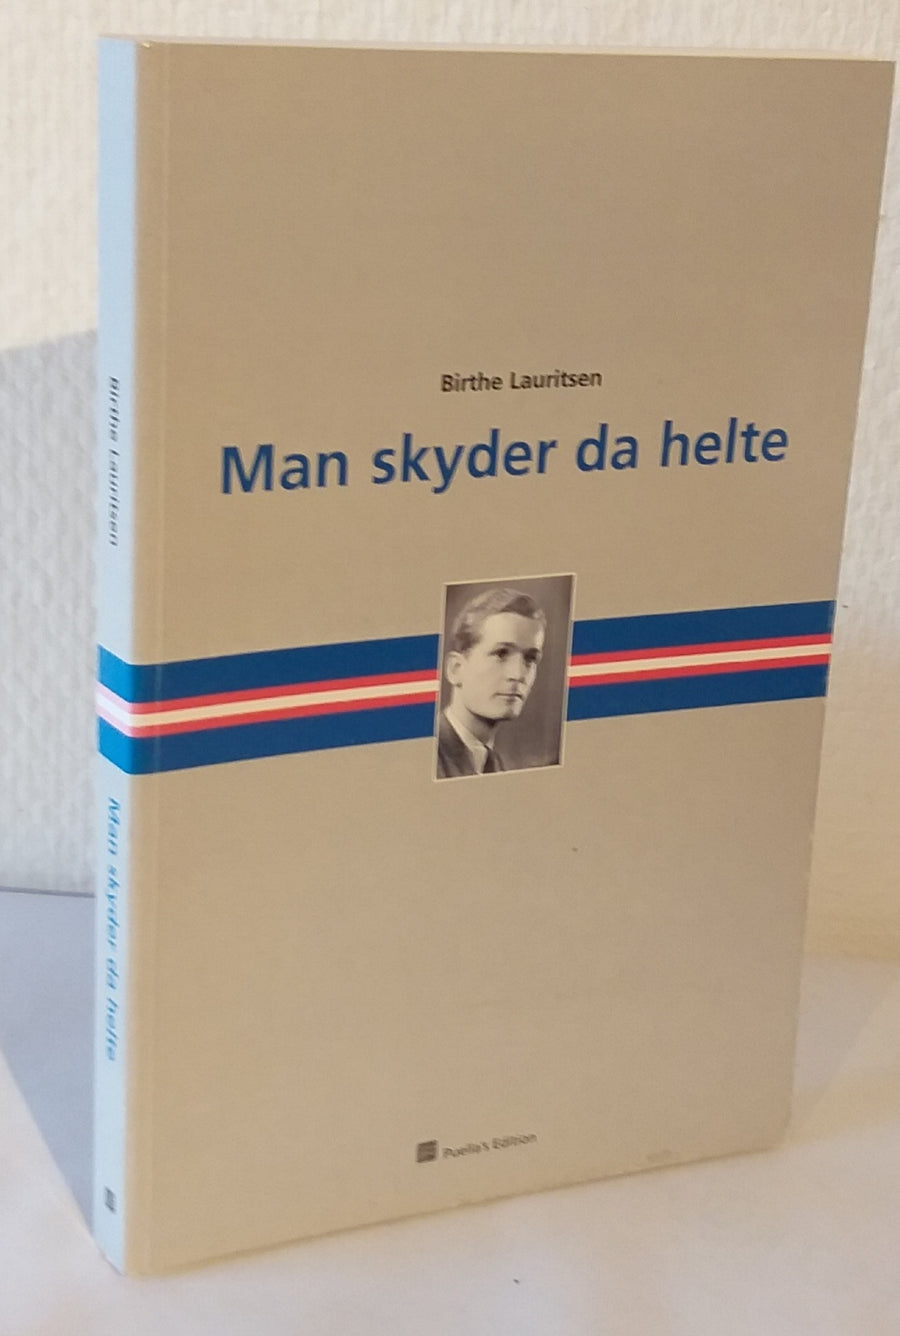 Birthe Lauritsen
Man skyder da helte
Puella's Edition
Birthe Lauritsen
Man skyder da helte